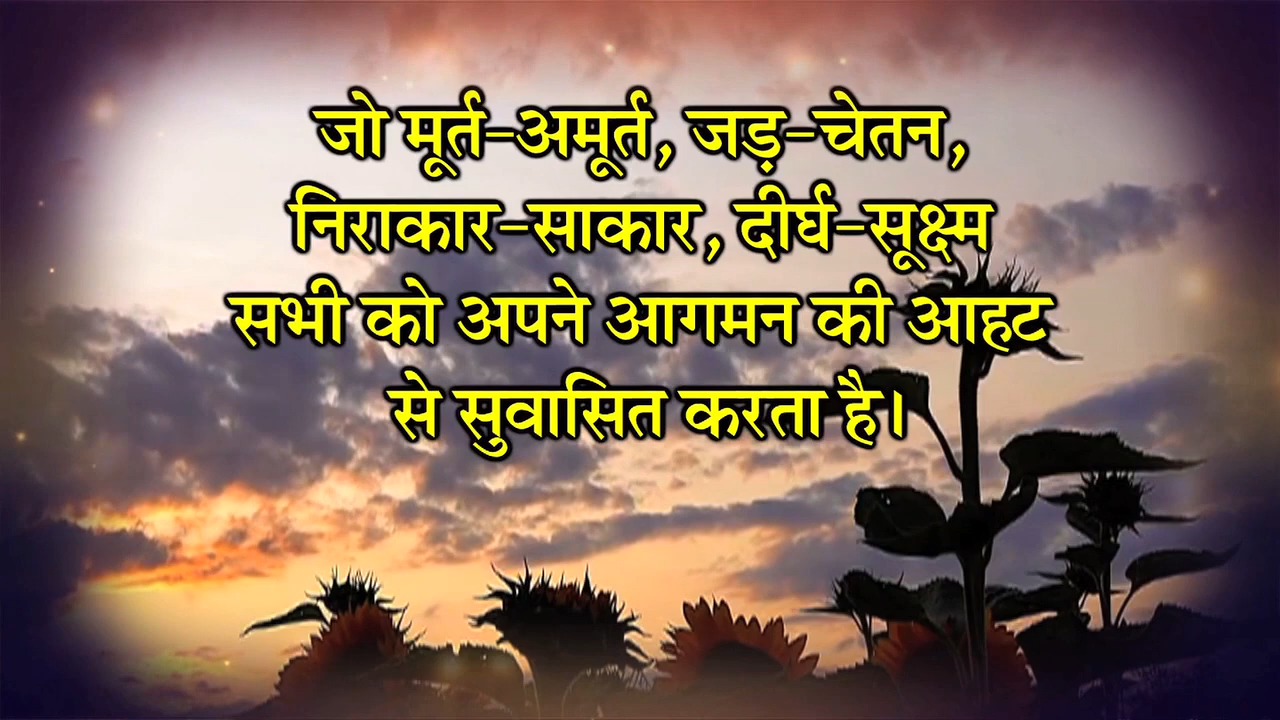 जो मूर्त-अमूर्त, जड़-चेतन,
निराकार-साकार, दीर्घ-सूक्ष्म
सभी को अपने आगमन की आहट
से सुवासित करता है।